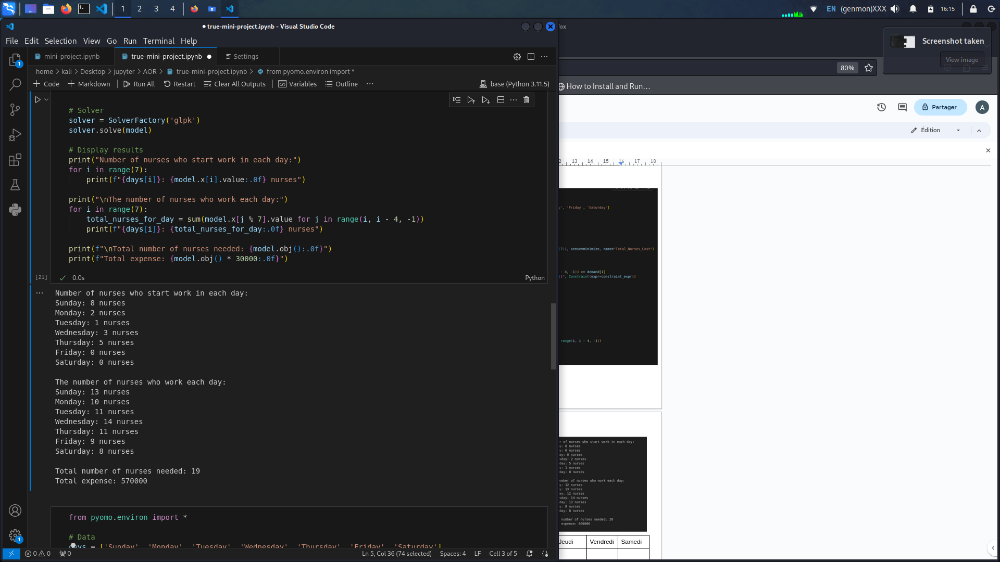 1 2 3 4
EN (genmon)XXX 16:15
true-mini-project.ipynb - Visual Studio Code
fox
File Edit Selection View Go Run Terminal Help
Screenshot taken
View image
mini-project.ipynb true-mini-project.ipynb Settings
80%
home > kali > Desktop > jupyter > AOR > true-mini-project.ipynb > from pyomo.environ import *
+ Code + Markdown Run All Restart Clear All Outputs Variables Outline ... base (Python 3.11.5)
How to Install and Run…
# Solver
solver = SolverFactory('glpk')
solver.solve(model)
# Display results
print("Number of nurses who start work in each day:")
for i in range(7):
print(f"{days[i]}: {model.x[i].value:.0f} nurses")
print("\nThe number of nurses who work each day:")
for i in range(7):
total_nurses_for_day = sum(model.x[j % 7].value for j in range(i, i - 4, -1))
print(f"{days[i]}: {total_nurses_for_day:.0f} nurses")
print(f"\nTotal number of nurses needed: {model.obj():.0f}")
print(f"Total expense: {model.obj() * 30000:.0f}")
[21] 0.0s Python
Number of nurses who start work in each day:
Sunday: 8 nurses
Monday: 2 nurses
Tuesday: 1 nurses
Wednesday: 3 nurses
Thursday: 5 nurses
Friday: 0 nurses
Saturday: 0 nurses
The number of nurses who work each day:
Sunday: 13 nurses
Monday: 10 nurses
Tuesday: 11 nurses
Wednesday: 14 nurses
Thursday: 11 nurses
Friday: 9 nurses
Saturday: 8 nurses
Total number of nurses needed: 19
Total expense: 570000
from pyomo.environ import *
# Data
days = ['Sunday', 'Monday', 'Tuesday', 'Wednesday', 'Thursday', 'Friday', 'Saturday']
0 0 0 Ln 5, Col 36 (74 selected) Spaces: 4 LF Cell 3 of 5
Partager A
Édition
2 13 14 15 16 17 18
', 'Friday', 'Saturday']
(7)), sense=minimize, name="Total_Nurses_Cost")
- 4, -1)) >= demand[i]
]}", Constraint(expr=constraint_expr))
range(i, i - 4, -1))
er of nurses who start work in each day:
ay: 6 nurses
ay: 6 nurses
day: 0 nurses
esday: 2 nurses
sday: 5 nurses
y: 1 nurses
rday: 0 nurses
number of nurses who work each day:
ay: 12 nurses
ay: 13 nurses
day: 12 nurses
esday: 14 nurses
sday: 13 nurses
y: 8 nurses
rday: 8 nurses
number of nurses needed: 20
expense: 600000
Jeudi Vendredi Samedi